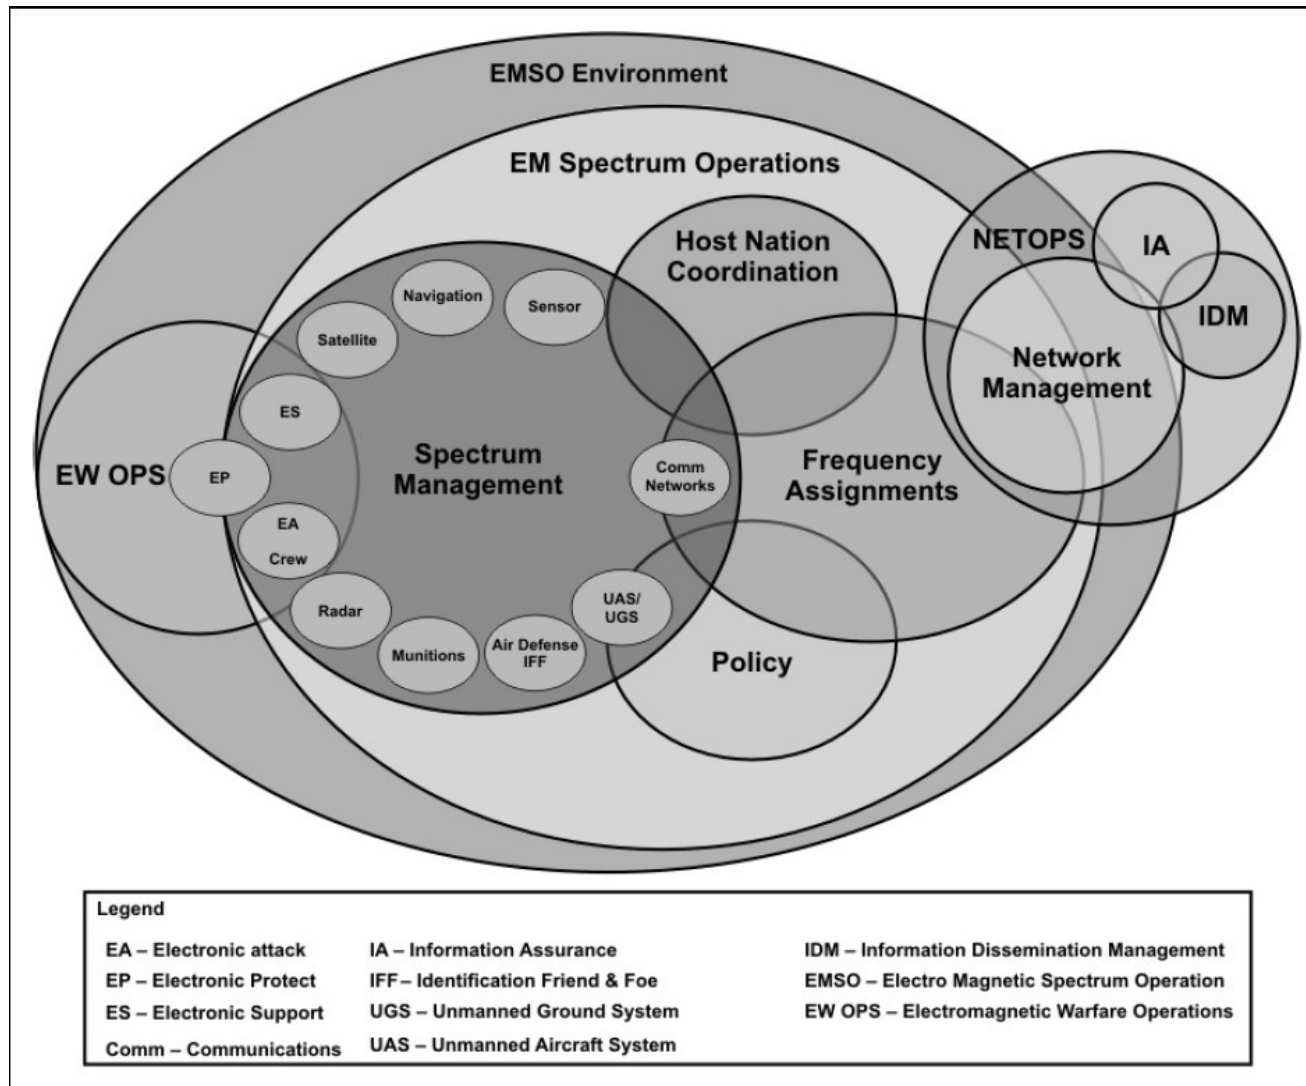 EMSO Environment
EM Spectrum Operations
Host Nation
Coordination
NETOPS
IA
IDM
Network
Management
Navigation
Sensor
Satellite
ES
EW OPS
EP
EA
Crew
Spectrum
Management
Comm
Networks
Frequency
Assignments
Radar
Munitions
Air Defense
IFF
UAS/
UGS
Policy
Legend
EA – Electronic attack
EP – Electronic Protect
ES – Electronic Support
Comm – Communications
IA – Information Assurance
IFF – Identification Friend & Foe
UGS – Unmanned Ground System
UAS – Unmanned Aircraft System
IDM – Information Dissemination Management
EMSO – Electro Magnetic Spectrum Operation
EW OPS – Electromagnetic Warfare Operations